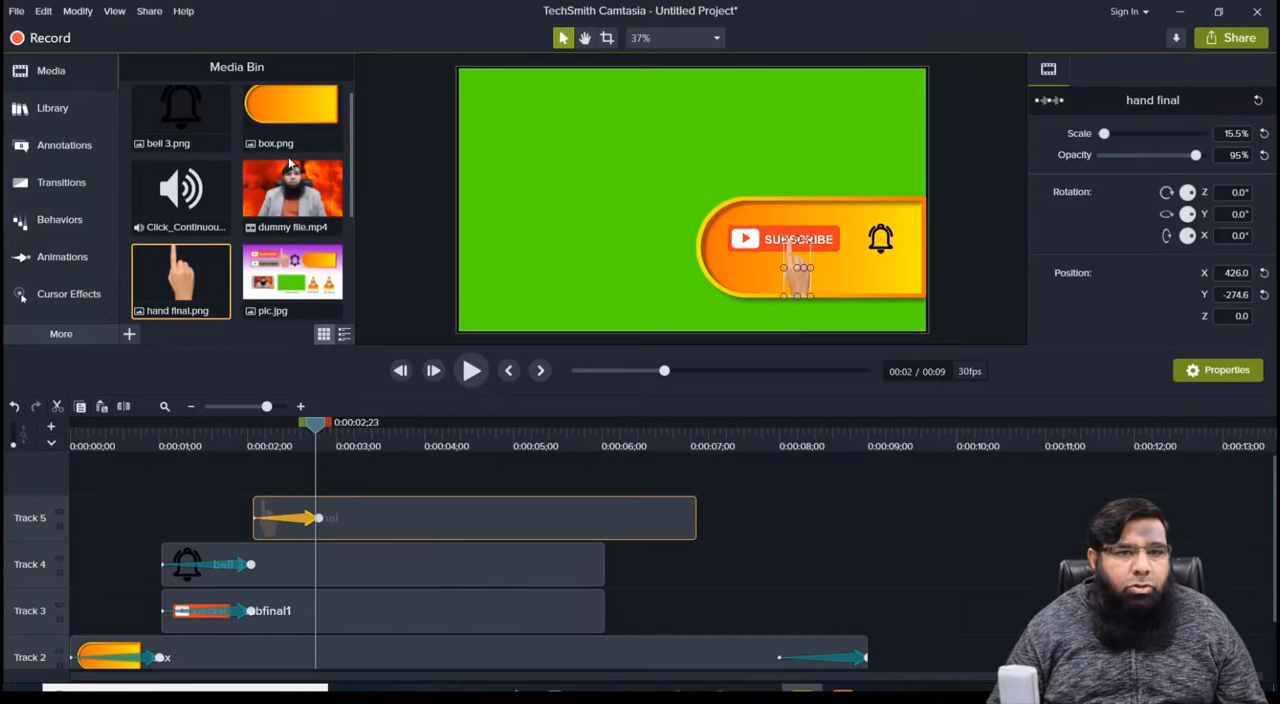 File Edit Modify View Share Help
TechSmith Camtasia - Untitled Project*
Sign In
Record
37%
Share
Media
Library
Annotations
Transitions
Behaviors
Animations
Cursor Effects
More
Media Bin
bell 3.png
box.png
Click_Continuou...
dummy file.mp4
hand final.png
plc.jpg
SUBSCRIBE
hand final
Scale 15.5%
Opacity 95%
Rotation: Z 0.0°
Y 0.0°
X 0.0°
Position: X 426.0
Y -274.6
Z 0.0
00:02 / 00:09 30fps
Properties
0:00:02;23
0:00:00;00 0:00:01;00 0:00:02;00 0:00:03;00 0:00:04;00 0:00:05;00 0:00:06;00 0:00:07;00 0:00:08;00 0:00:09;00 0:00:10;00 0:00:11;00 0:00:12;00 0:00:13;00
Track 5
Track 4 bell 3
Track 3 bfinal1
Track 2 x